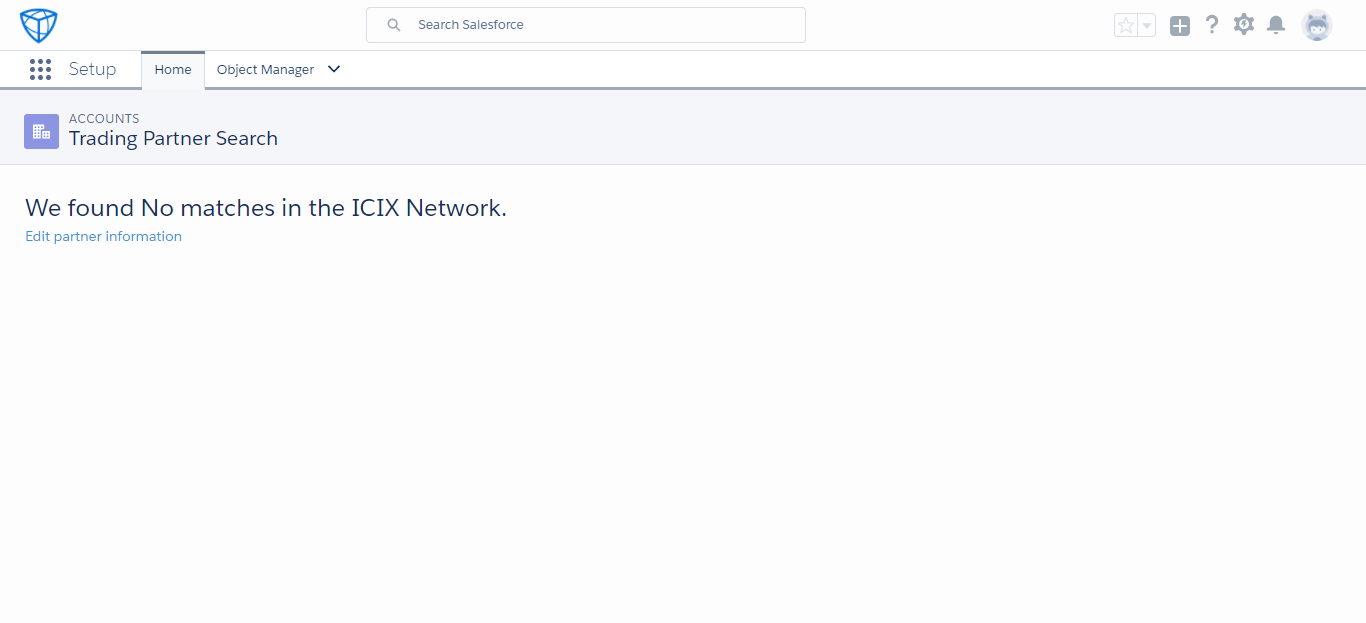 Search Salesforce
Setup
Home
Object Manager
ACCOUNTS
Trading Partner Search
We found No matches in the ICIX Network.
Edit partner information